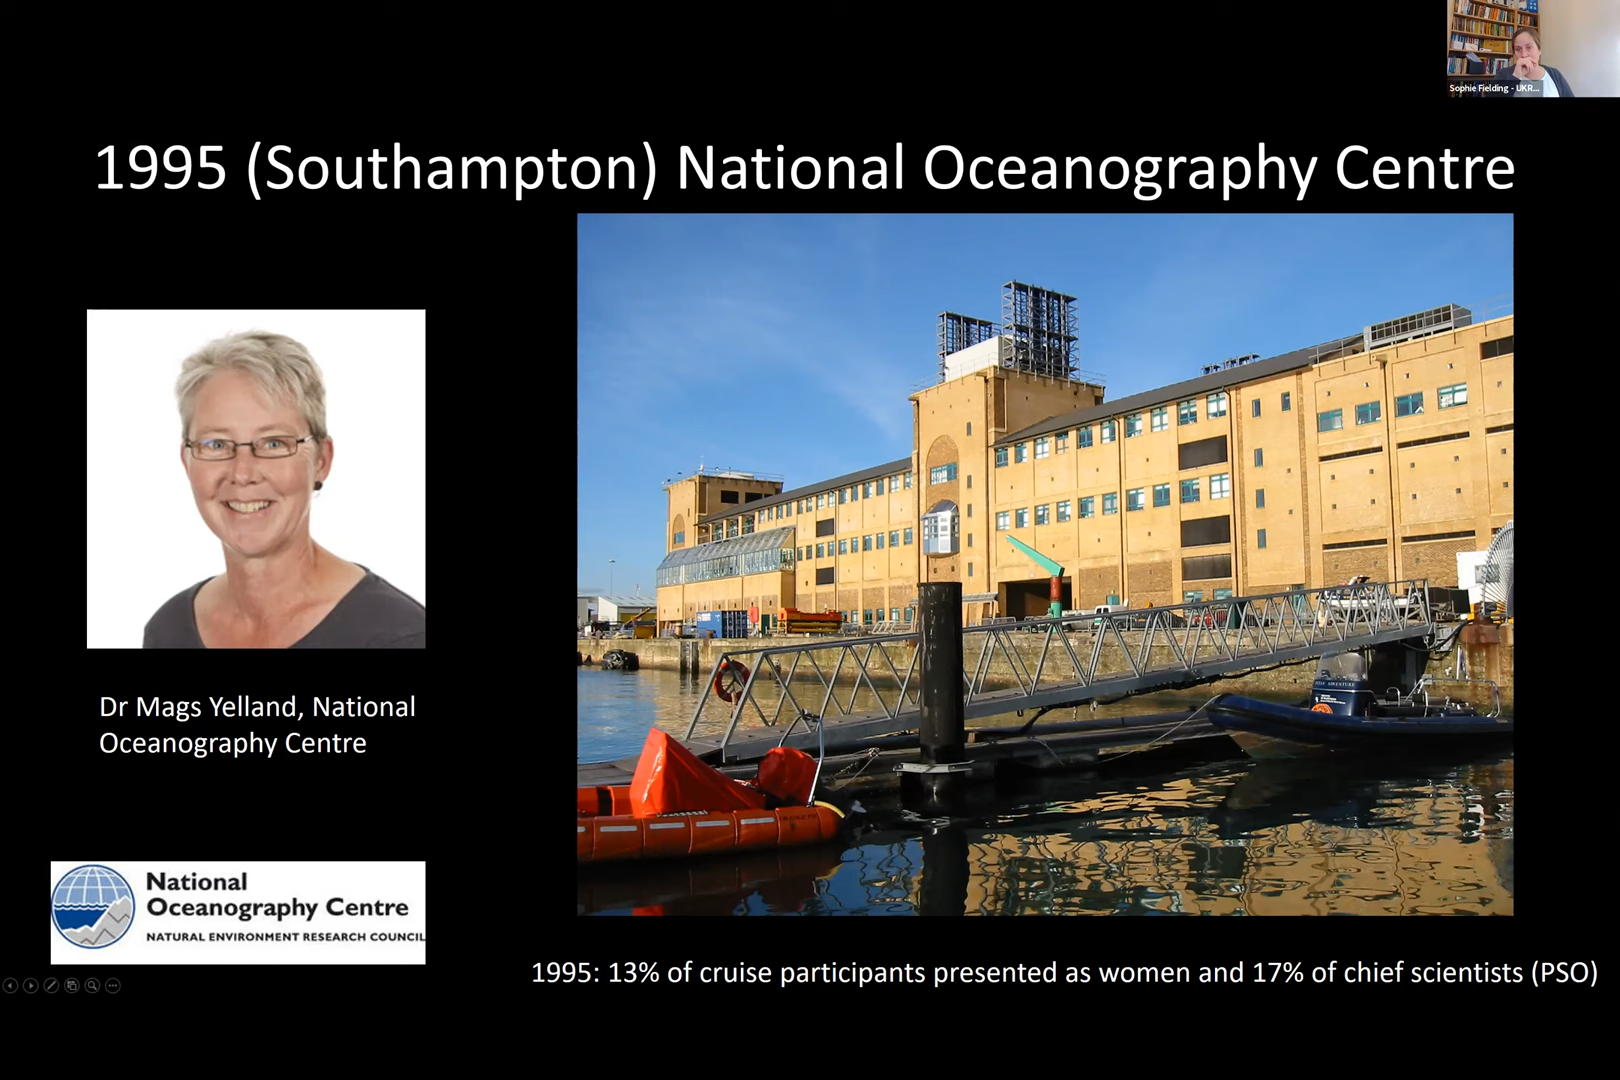 Sophie Fielding - UKR...
1995 (Southampton) National Oceanography Centre
Dr Mags Yelland, National
Oceanography Centre
National
Oceanography Centre
NATURAL ENVIRONMENT RESEARCH COUNCIL
1995: 13% of cruise participants presented as women and 17% of chief scientists (PSO)